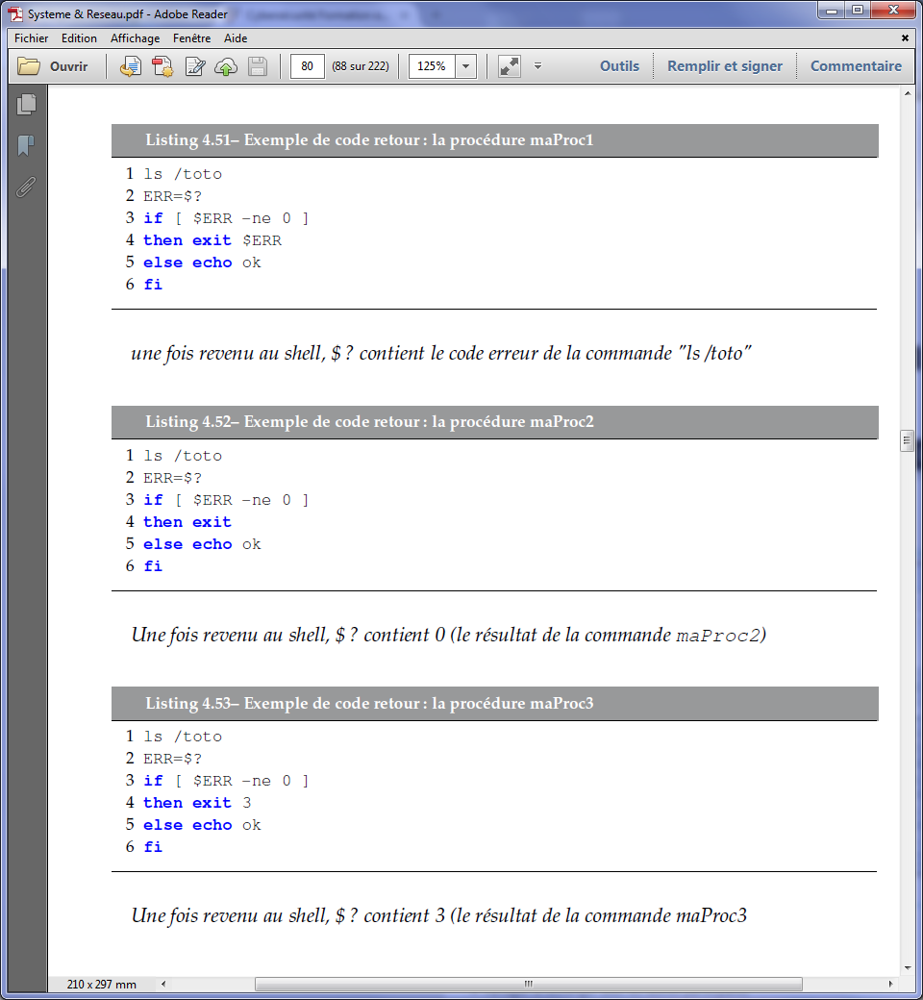 Systeme & Reseau.pdf - Adobe Reader
Fichier Edition Affichage Fenêtre Aide
Ouvrir 80 (88 sur 222) 125% Outils Remplir et signer Commentaire
Listing 4.51– Exemple de code retour : la procédure maProc1
1 ls /toto
2 ERR=$?
3 if [ $ERR -ne 0 ]
4 then exit $ERR
5 else echo ok
6 fi
une fois revenu au shell, $ ? contient le code erreur de la commande "ls /toto"
Listing 4.52– Exemple de code retour : la procédure maProc2
1 ls /toto
2 ERR=$?
3 if [ $ERR -ne 0 ]
4 then exit
5 else echo ok
6 fi
Une fois revenu au shell, $ ? contient 0 (le résultat de la commande maProc2)
Listing 4.53– Exemple de code retour : la procédure maProc3
1 ls /toto
2 ERR=$?
3 if [ $ERR -ne 0 ]
4 then exit 3
5 else echo ok
6 fi
Une fois revenu au shell, $ ? contient 3 (le résultat de la commande maProc3
210 x 297 mm